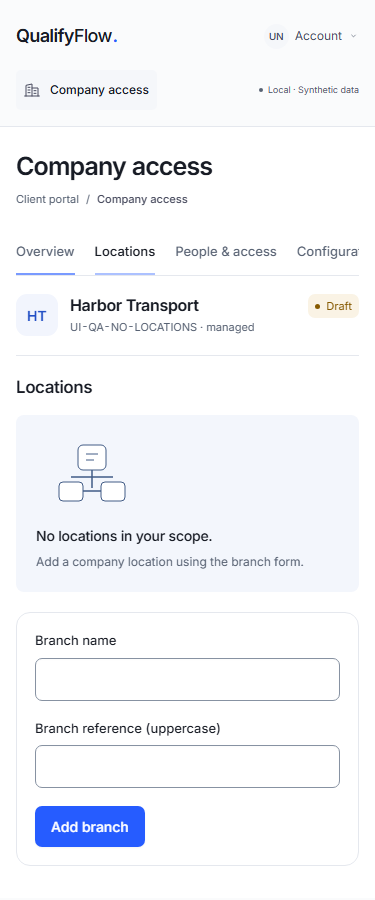 QualifyFlow.
UN Account
Company access
Local · Synthetic data
Company access
Client portal / Company access
Overview Locations People & access Configurat
HT
Harbor Transport
UI-QA-NO-LOCATIONS · managed
Draft
Locations
No locations in your scope.
Add a company location using the branch form.
Branch name
Branch reference (uppercase)
Add branch